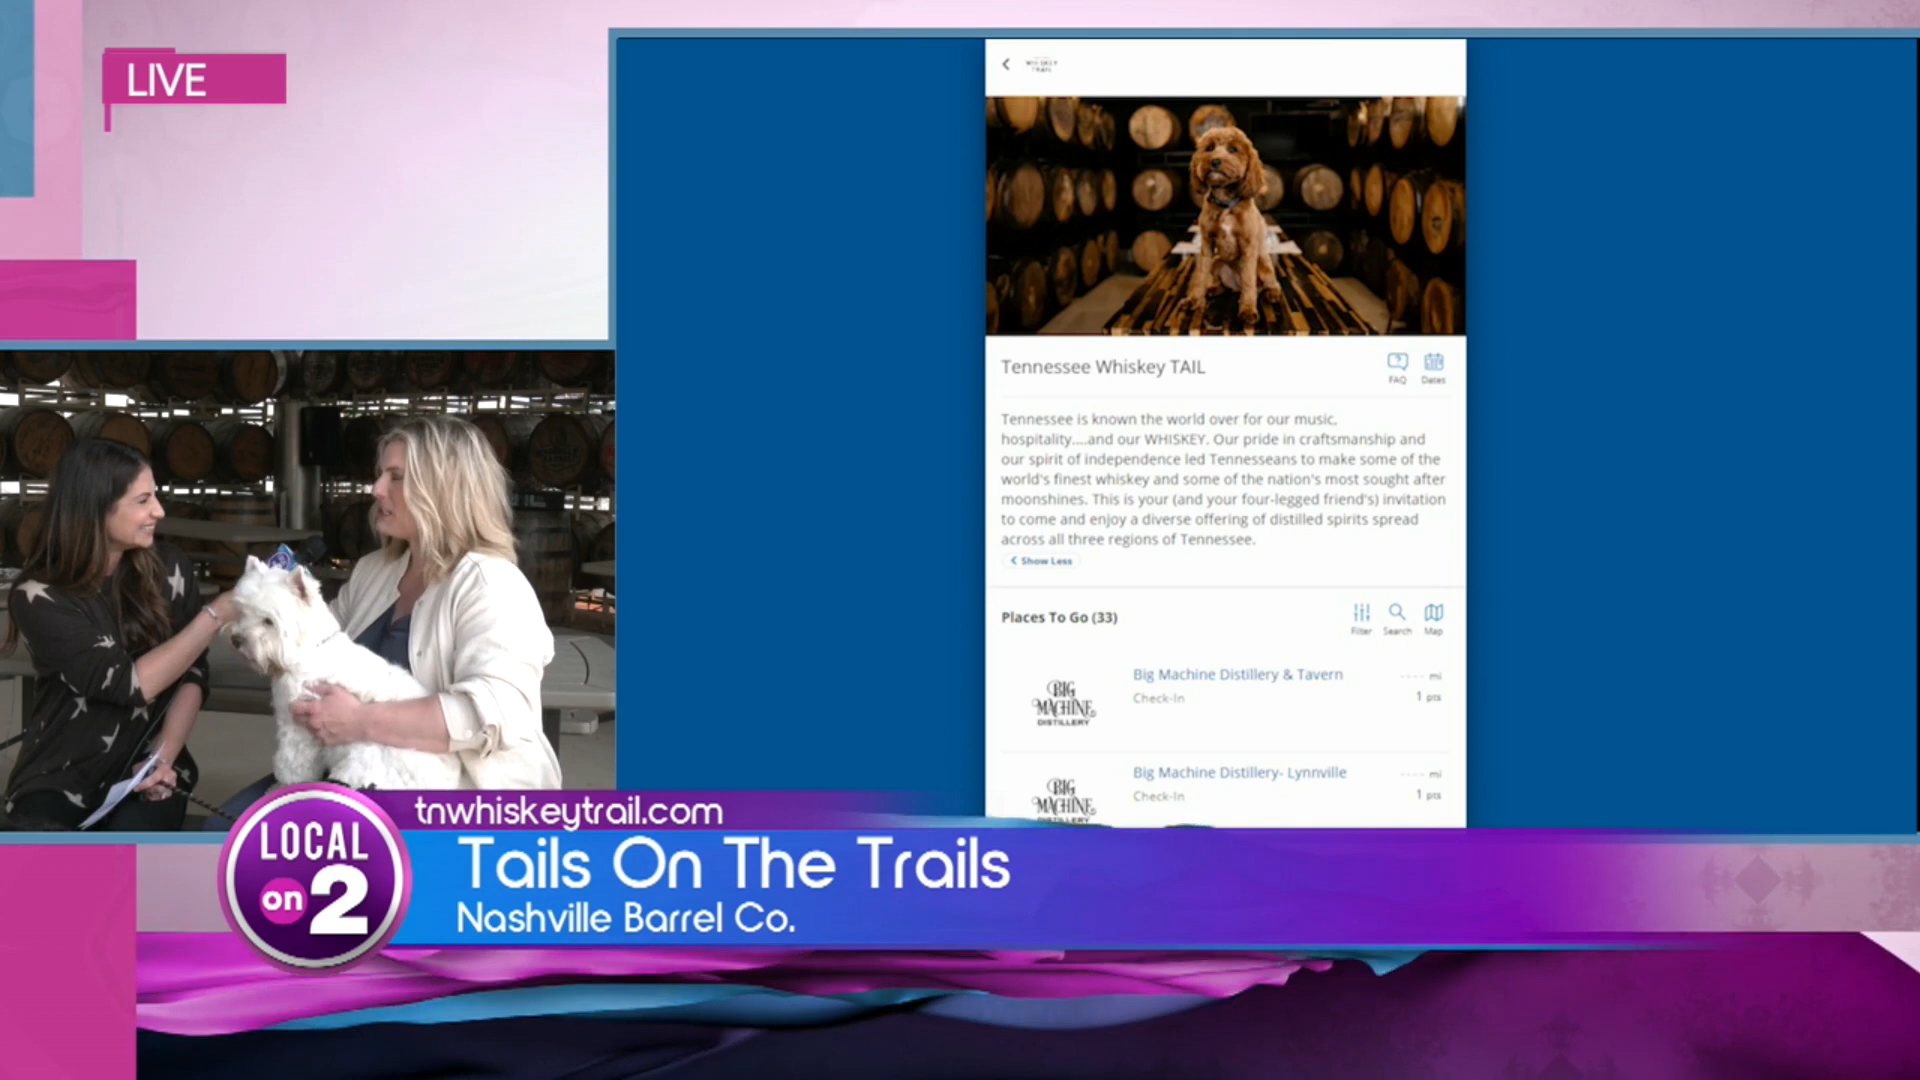 LIVE
WHISKEY
TRAIL
Tennessee Whiskey TAIL
FAQ
Dates
Tennessee is known the world over for our music,
hospitality....and our WHISKEY. Our pride in craftsmanship and
our spirit of independence led Tennesseans to make some of the
world's finest whiskey and some of the nation's most sought after
moonshines. This is your (and your four-legged friend's) invitation
to come and enjoy a diverse offering of distilled spirits spread
across all three regions of Tennessee.
Show Less
Places To Go (33)
Filter
Search
Map
BIG
MACHINE
DISTILLERY
Big Machine Distillery & Tavern
---- mi
Check-In
1 pts
BIG
MACHINE
Big Machine Distillery- Lynnville
---- mi
Check-In
1 pts
tnwhiskeytrail.com
LOCAL
on 2
Tails On The Trails
Nashville Barrel Co.